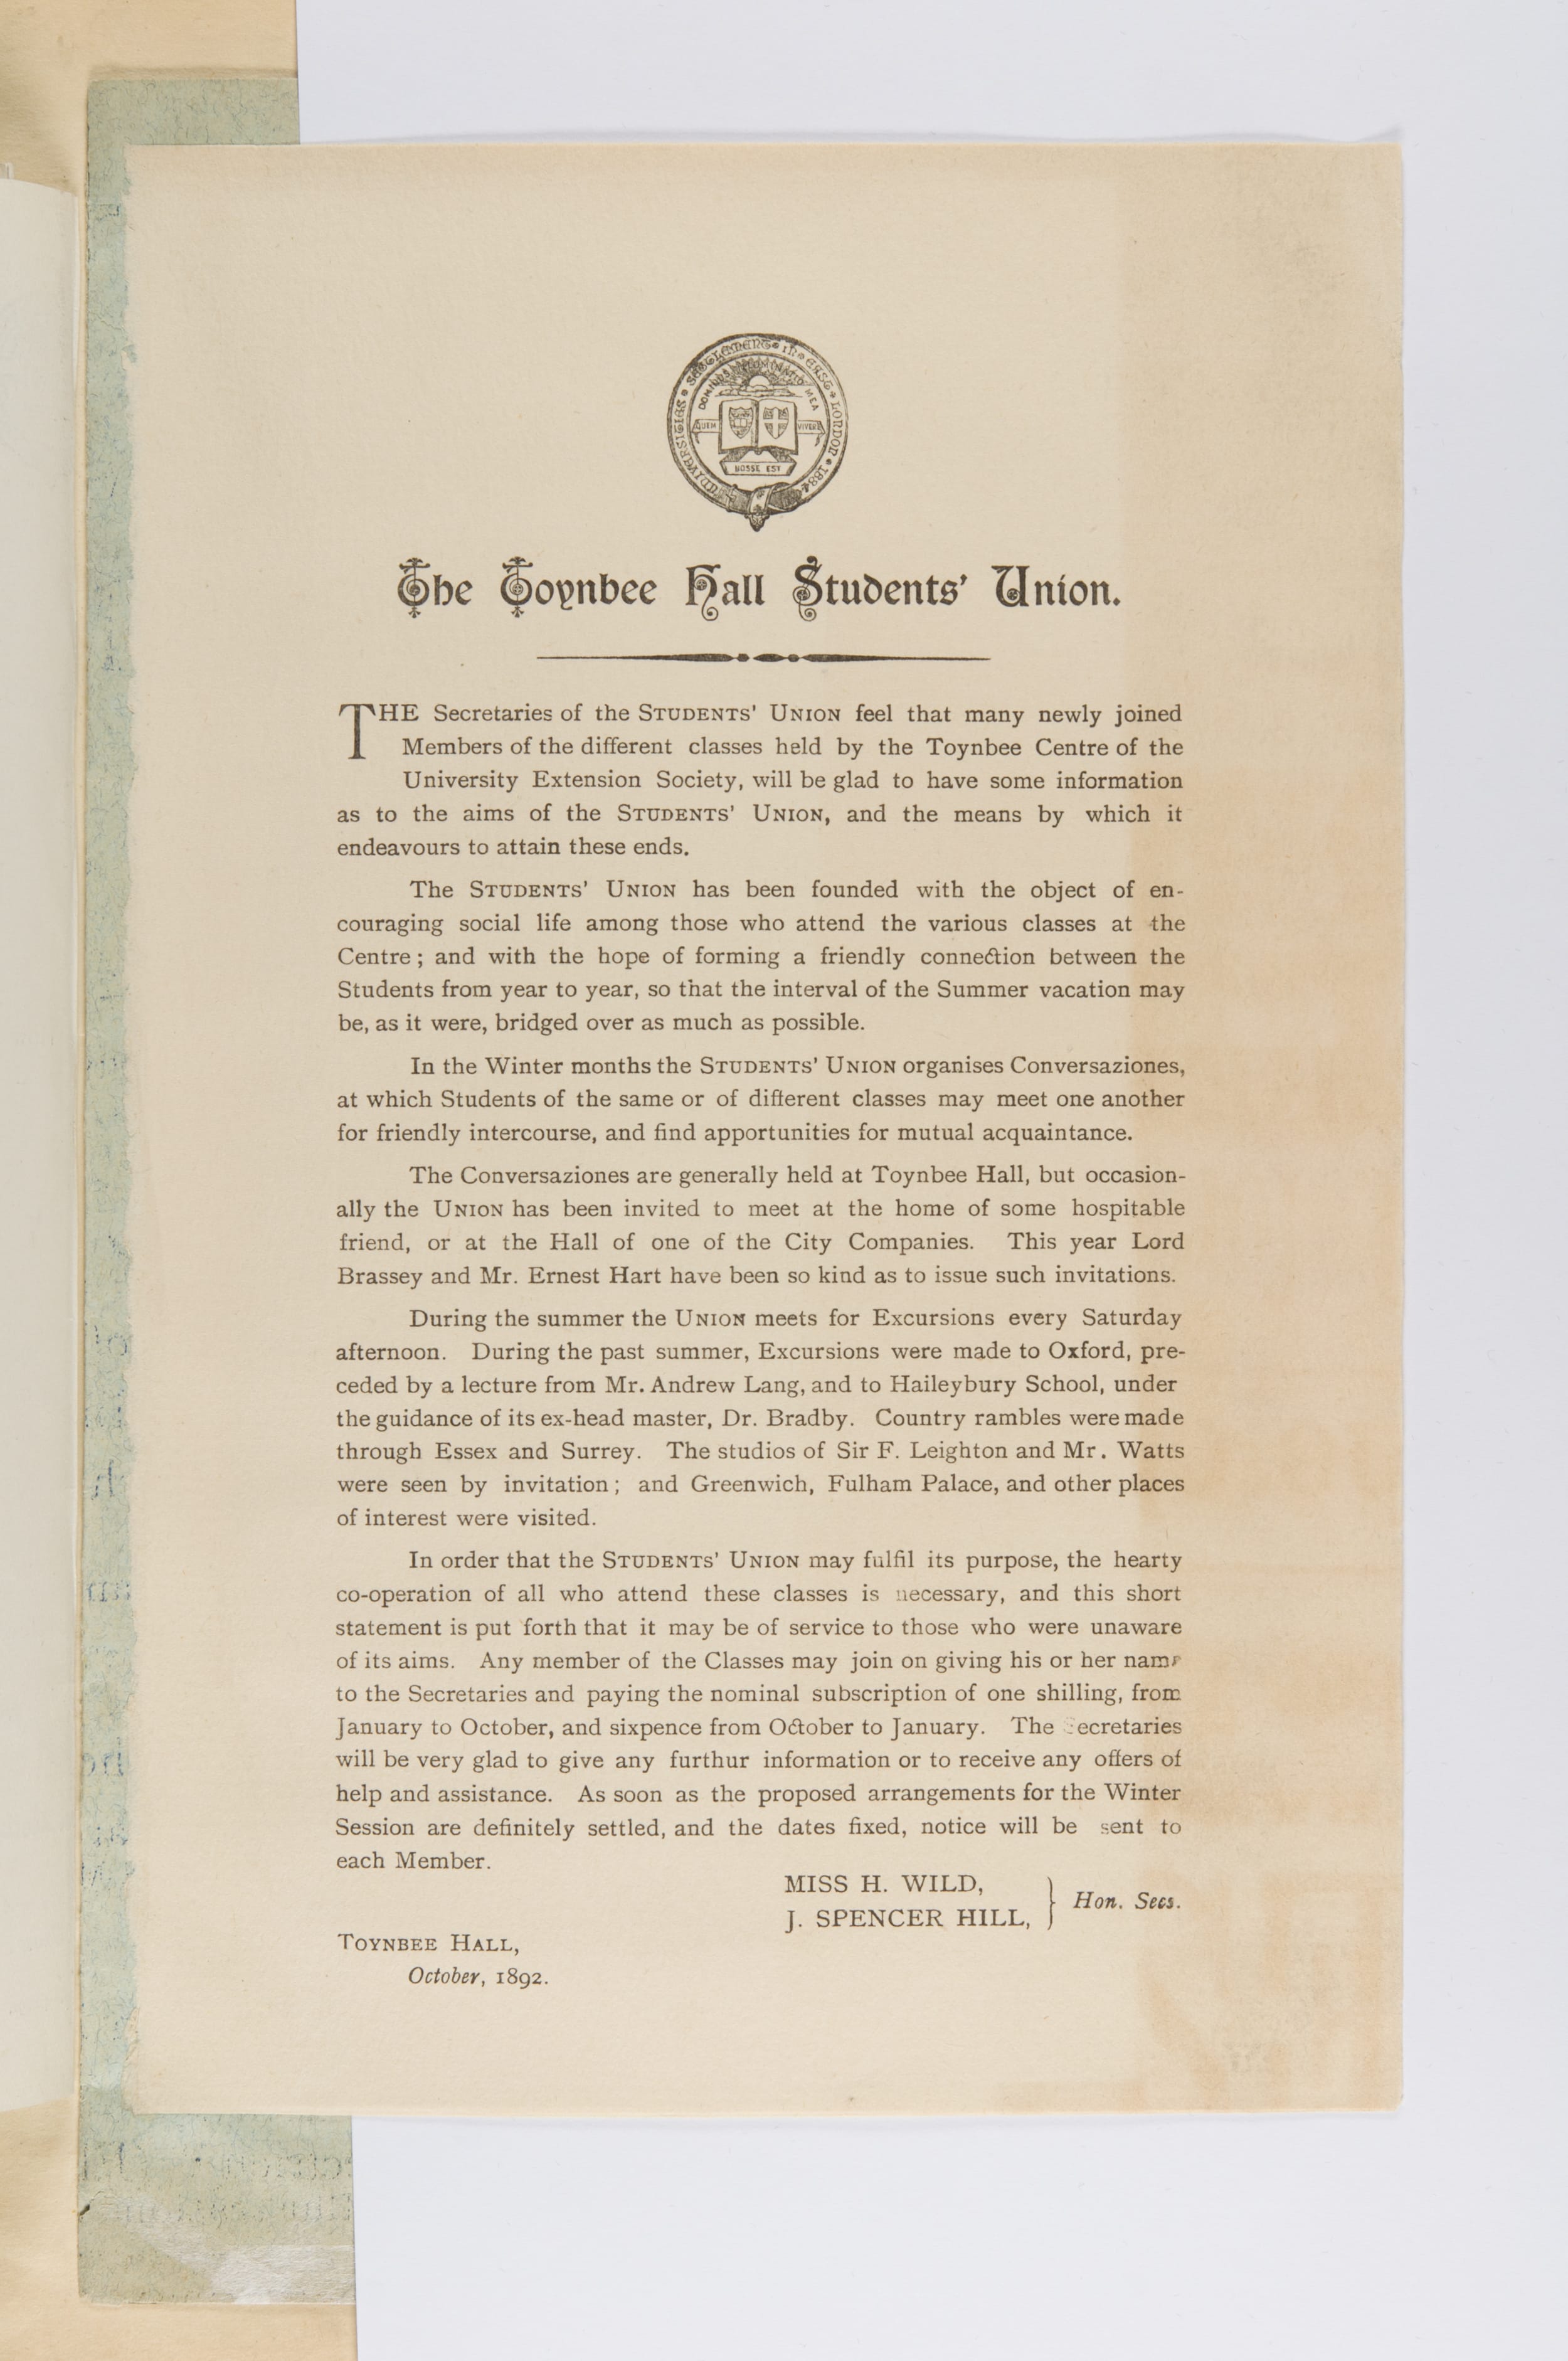 UNIVERSITIES • SETTLEMENT • IN • EAST • LONDON • 1884
DOMINUS ILLUMINATIO MEA
QUEM VIVERE
NOSSE EST
The Toynbee Hall Students' Union.
THE Secretaries of the STUDENTS' UNION feel that many newly joined
Members of the different classes held by the Toynbee Centre of the
University Extension Society, will be glad to have some information
as to the aims of the STUDENTS' UNION, and the means by which it
endeavours to attain these ends.
The STUDENTS' UNION has been founded with the object of en-
couraging social life among those who attend the various classes at the
Centre; and with the hope of forming a friendly connection between the
Students from year to year, so that the interval of the Summer vacation may
be, as it were, bridged over as much as possible.
In the Winter months the STUDENTS' UNION organises Conversaziones,
at which Students of the same or of different classes may meet one another
for friendly intercourse, and find apportunities for mutual acquaintance.
The Conversaziones are generally held at Toynbee Hall, but occasion-
ally the UNION has been invited to meet at the home of some hospitable
friend, or at the Hall of one of the City Companies. This year Lord
Brassey and Mr. Ernest Hart have been so kind as to issue such invitations.
During the summer the UNION meets for Excursions every Saturday
afternoon. During the past summer, Excursions were made to Oxford, pre-
ceded by a lecture from Mr. Andrew Lang, and to Haileybury School, under
the guidance of its ex-head master, Dr. Bradby. Country rambles were made
through Essex and Surrey. The studios of Sir F. Leighton and Mr. Watts
were seen by invitation; and Greenwich, Fulham Palace, and other places
of interest were visited.
In order that the STUDENTS' UNION may fulfil its purpose, the hearty
co-operation of all who attend these classes is necessary, and this short
statement is put forth that it may be of service to those who were unaware
of its aims. Any member of the Classes may join on giving his or her name
to the Secretaries and paying the nominal subscription of one shilling, from
January to October, and sixpence from October to January. The Secretaries
will be very glad to give any furthur information or to receive any offers of
help and assistance. As soon as the proposed arrangements for the Winter
Session are definitely settled, and the dates fixed, notice will be sent to
each Member.
MISS H. WILD,
J. SPENCER HILL, } Hon. Secs.
TOYNBEE HALL,
October, 1892.